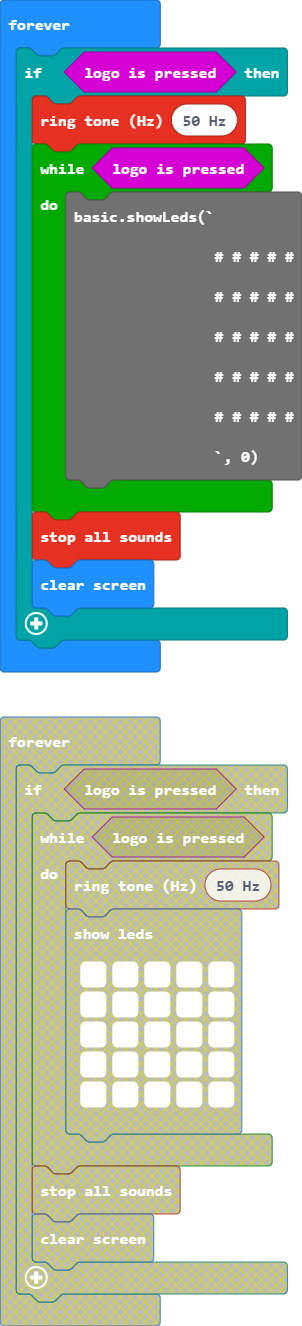 forever
if logo is pressed then
ring tone (Hz) 50 Hz
while logo is pressed
do
basic.showLeds(`
# # # # #
# # # # #
# # # # #
# # # # #
# # # # #
`, 0)
stop all sounds
clear screen
forever
if logo is pressed then
while logo is pressed
do
ring tone (Hz) 50 Hz
show leds
stop all sounds
clear screen